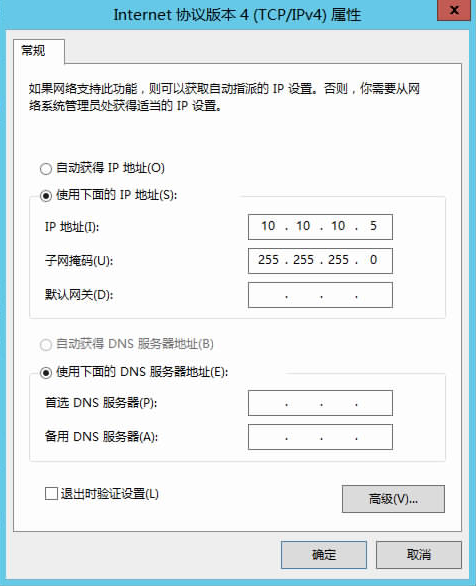 Internet 协议版本 4 (TCP/IPv4) 属性
x
常规
如果网络支持此功能，则可以获取自动指派的 IP 设置。否则，你需要从网
络系统管理员处获得适当的 IP 设置。
自动获得 IP 地址(O)
使用下面的 IP 地址(S):
IP 地址(I): 10 . 10 . 10 . 5
子网掩码(U): 255 . 255 . 255 . 0
默认网关(D): . . .
自动获得 DNS 服务器地址(B)
使用下面的 DNS 服务器地址(E):
首选 DNS 服务器(P): . . .
备用 DNS 服务器(A): . . .
退出时验证设置(L)
高级(V)...
确定 取消